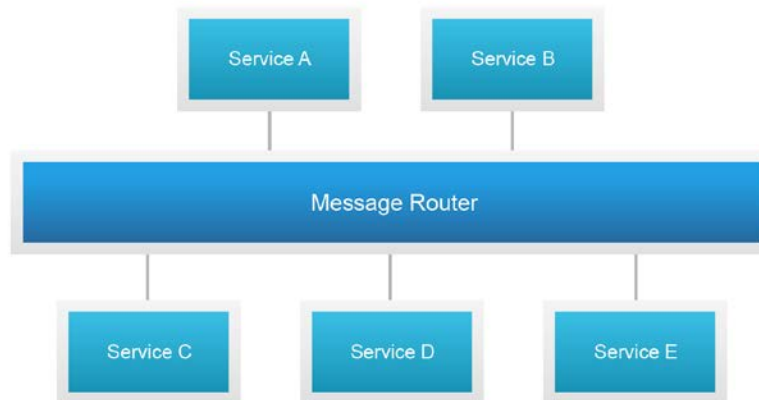 Service A
Service B
Message Router
Service C
Service D
Service E